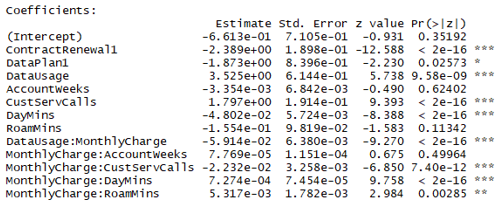 Coefficients:
Estimate Std. Error z value Pr(>|z|)
(Intercept) -6.613e-01 7.105e-01 -0.931 0.35192
ContractRenewal1 -2.389e+00 1.898e-01 -12.588 < 2e-16 ***
DataPlan1 -1.873e+00 8.396e-01 -2.230 0.02573 *
DataUsage 3.525e+00 6.144e-01 5.738 9.58e-09 ***
AccountWeeks -3.354e-03 6.842e-03 -0.490 0.62402
CustServCalls 1.797e+00 1.914e-01 9.393 < 2e-16 ***
DayMins -4.802e-02 5.724e-03 -8.388 < 2e-16 ***
RoamMins -1.554e-01 9.819e-02 -1.583 0.11342
DataUsage:MonthlyCharge -5.914e-02 6.380e-03 -9.270 < 2e-16 ***
MonthlyCharge:AccountWeeks 7.769e-05 1.151e-04 0.675 0.49964
MonthlyCharge:CustServCalls -2.232e-02 3.258e-03 -6.850 7.40e-12 ***
MonthlyCharge:DayMins 7.274e-04 7.454e-05 9.758 < 2e-16 ***
MonthlyCharge:RoamMins 5.317e-03 1.782e-03 2.984 0.00285 **